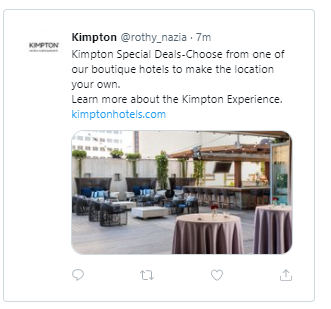 Kimpton @rothy_nazia · 7m
KIMPTON
Kimpton Special Deals-Choose from one of
our boutique hotels to make the location
your own.
Learn more about the Kimpton Experience.
kimptonhotels.com